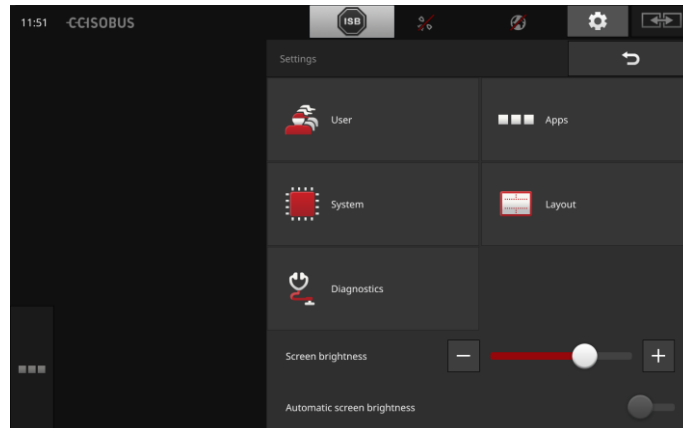 11:51 CCISOBUS
ISB
Settings
User
Apps
System
Layout
Diagnostics
Screen brightness
Automatic screen brightness